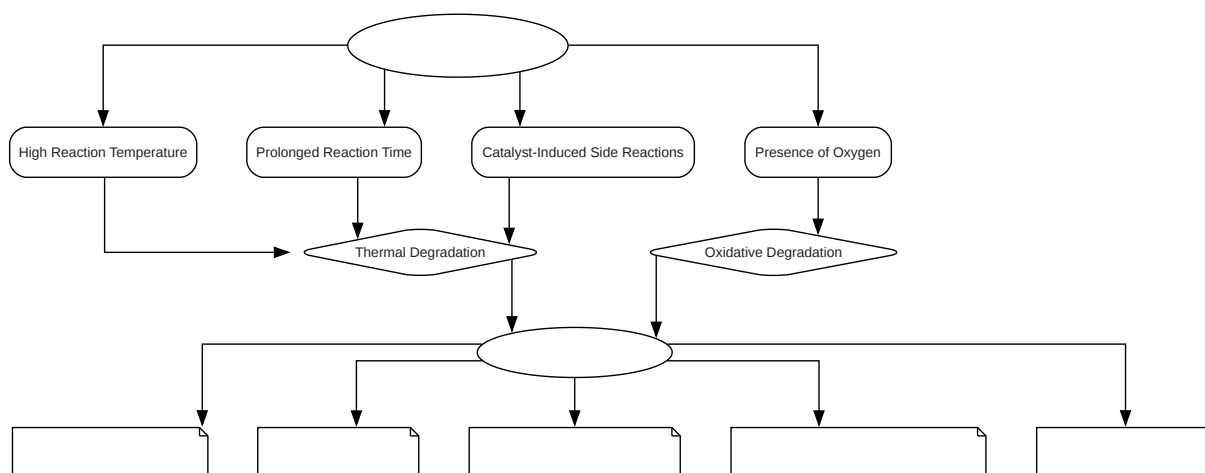 High Reaction Temperature
Prolonged Reaction Time
Catalyst-Induced Side Reactions
Presence of Oxygen
Thermal Degradation
Oxidative Degradation